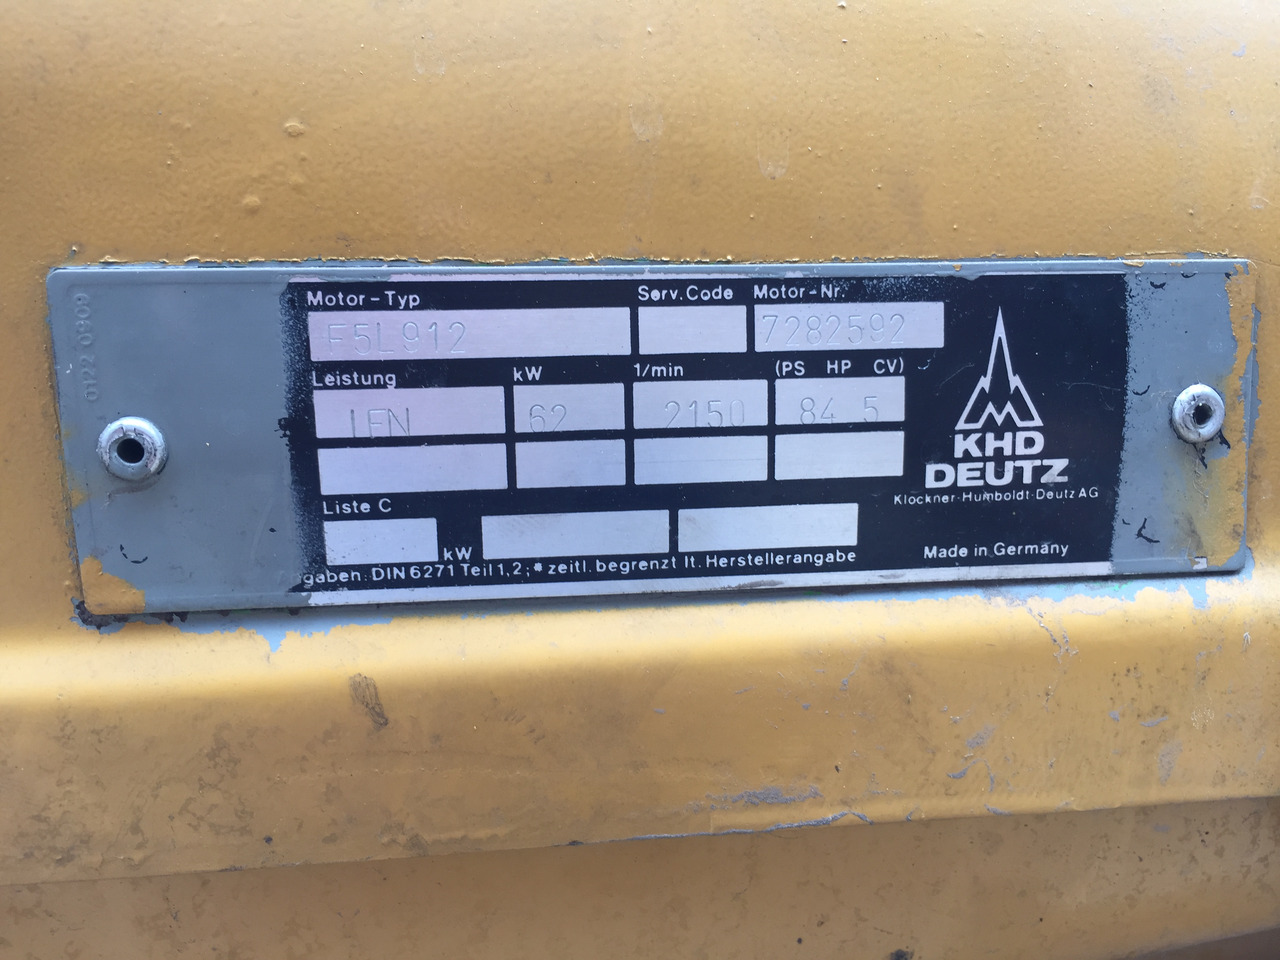 0122 0909
Motor-Typ Serv.Code Motor-Nr.
F5L912 7282592
Leistung kW 1/min (PS HP CV)
IFN 62 2150 84 5
KHD
DEUTZ
Klöckner-Humboldt-Deutz AG
Liste C
kW
gaben: DIN 6271 Teil 1,2; * zeitl. begrenzt lt. Herstellerangabe
Made in Germany